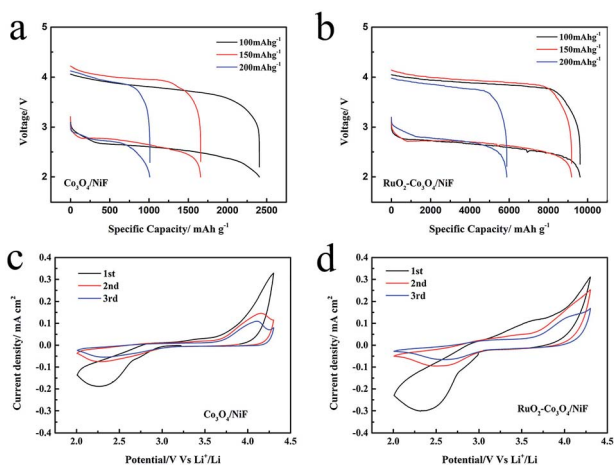 a
5
4
3
2
Voltage/ V
100mAhg⁻¹
150mAhg⁻¹
200mAhg⁻¹
Co₃O₄/NiF
0 500 1000 1500 2000 2500
Specific Capacity/ mAh g⁻¹
b
5
4
3
2
Voltage/ V
100mAhg⁻¹
150mAhg⁻¹
200mAhg⁻¹
RuO₂-Co₃O₄/NiF
0 2000 4000 6000 8000 10000
Specific Capacity/ mAh g⁻¹
c
0.4
0.3
0.2
0.1
0.0
-0.1
-0.2
-0.3
-0.4
Current density/ mA cm²
1st
2nd
3rd
Co₃O₄/NiF
2.0 2.5 3.0 3.5 4.0 4.5
Potential/V Vs Li⁺/Li
d
0.4
0.3
0.2
0.1
0.0
-0.1
-0.2
-0.3
-0.4
Current density/ mA cm²
1st
2nd
3rd
RuO₂-Co₃O₄/NiF
2.0 2.5 3.0 3.5 4.0 4.5
Potential/V Vs Li⁺/Li